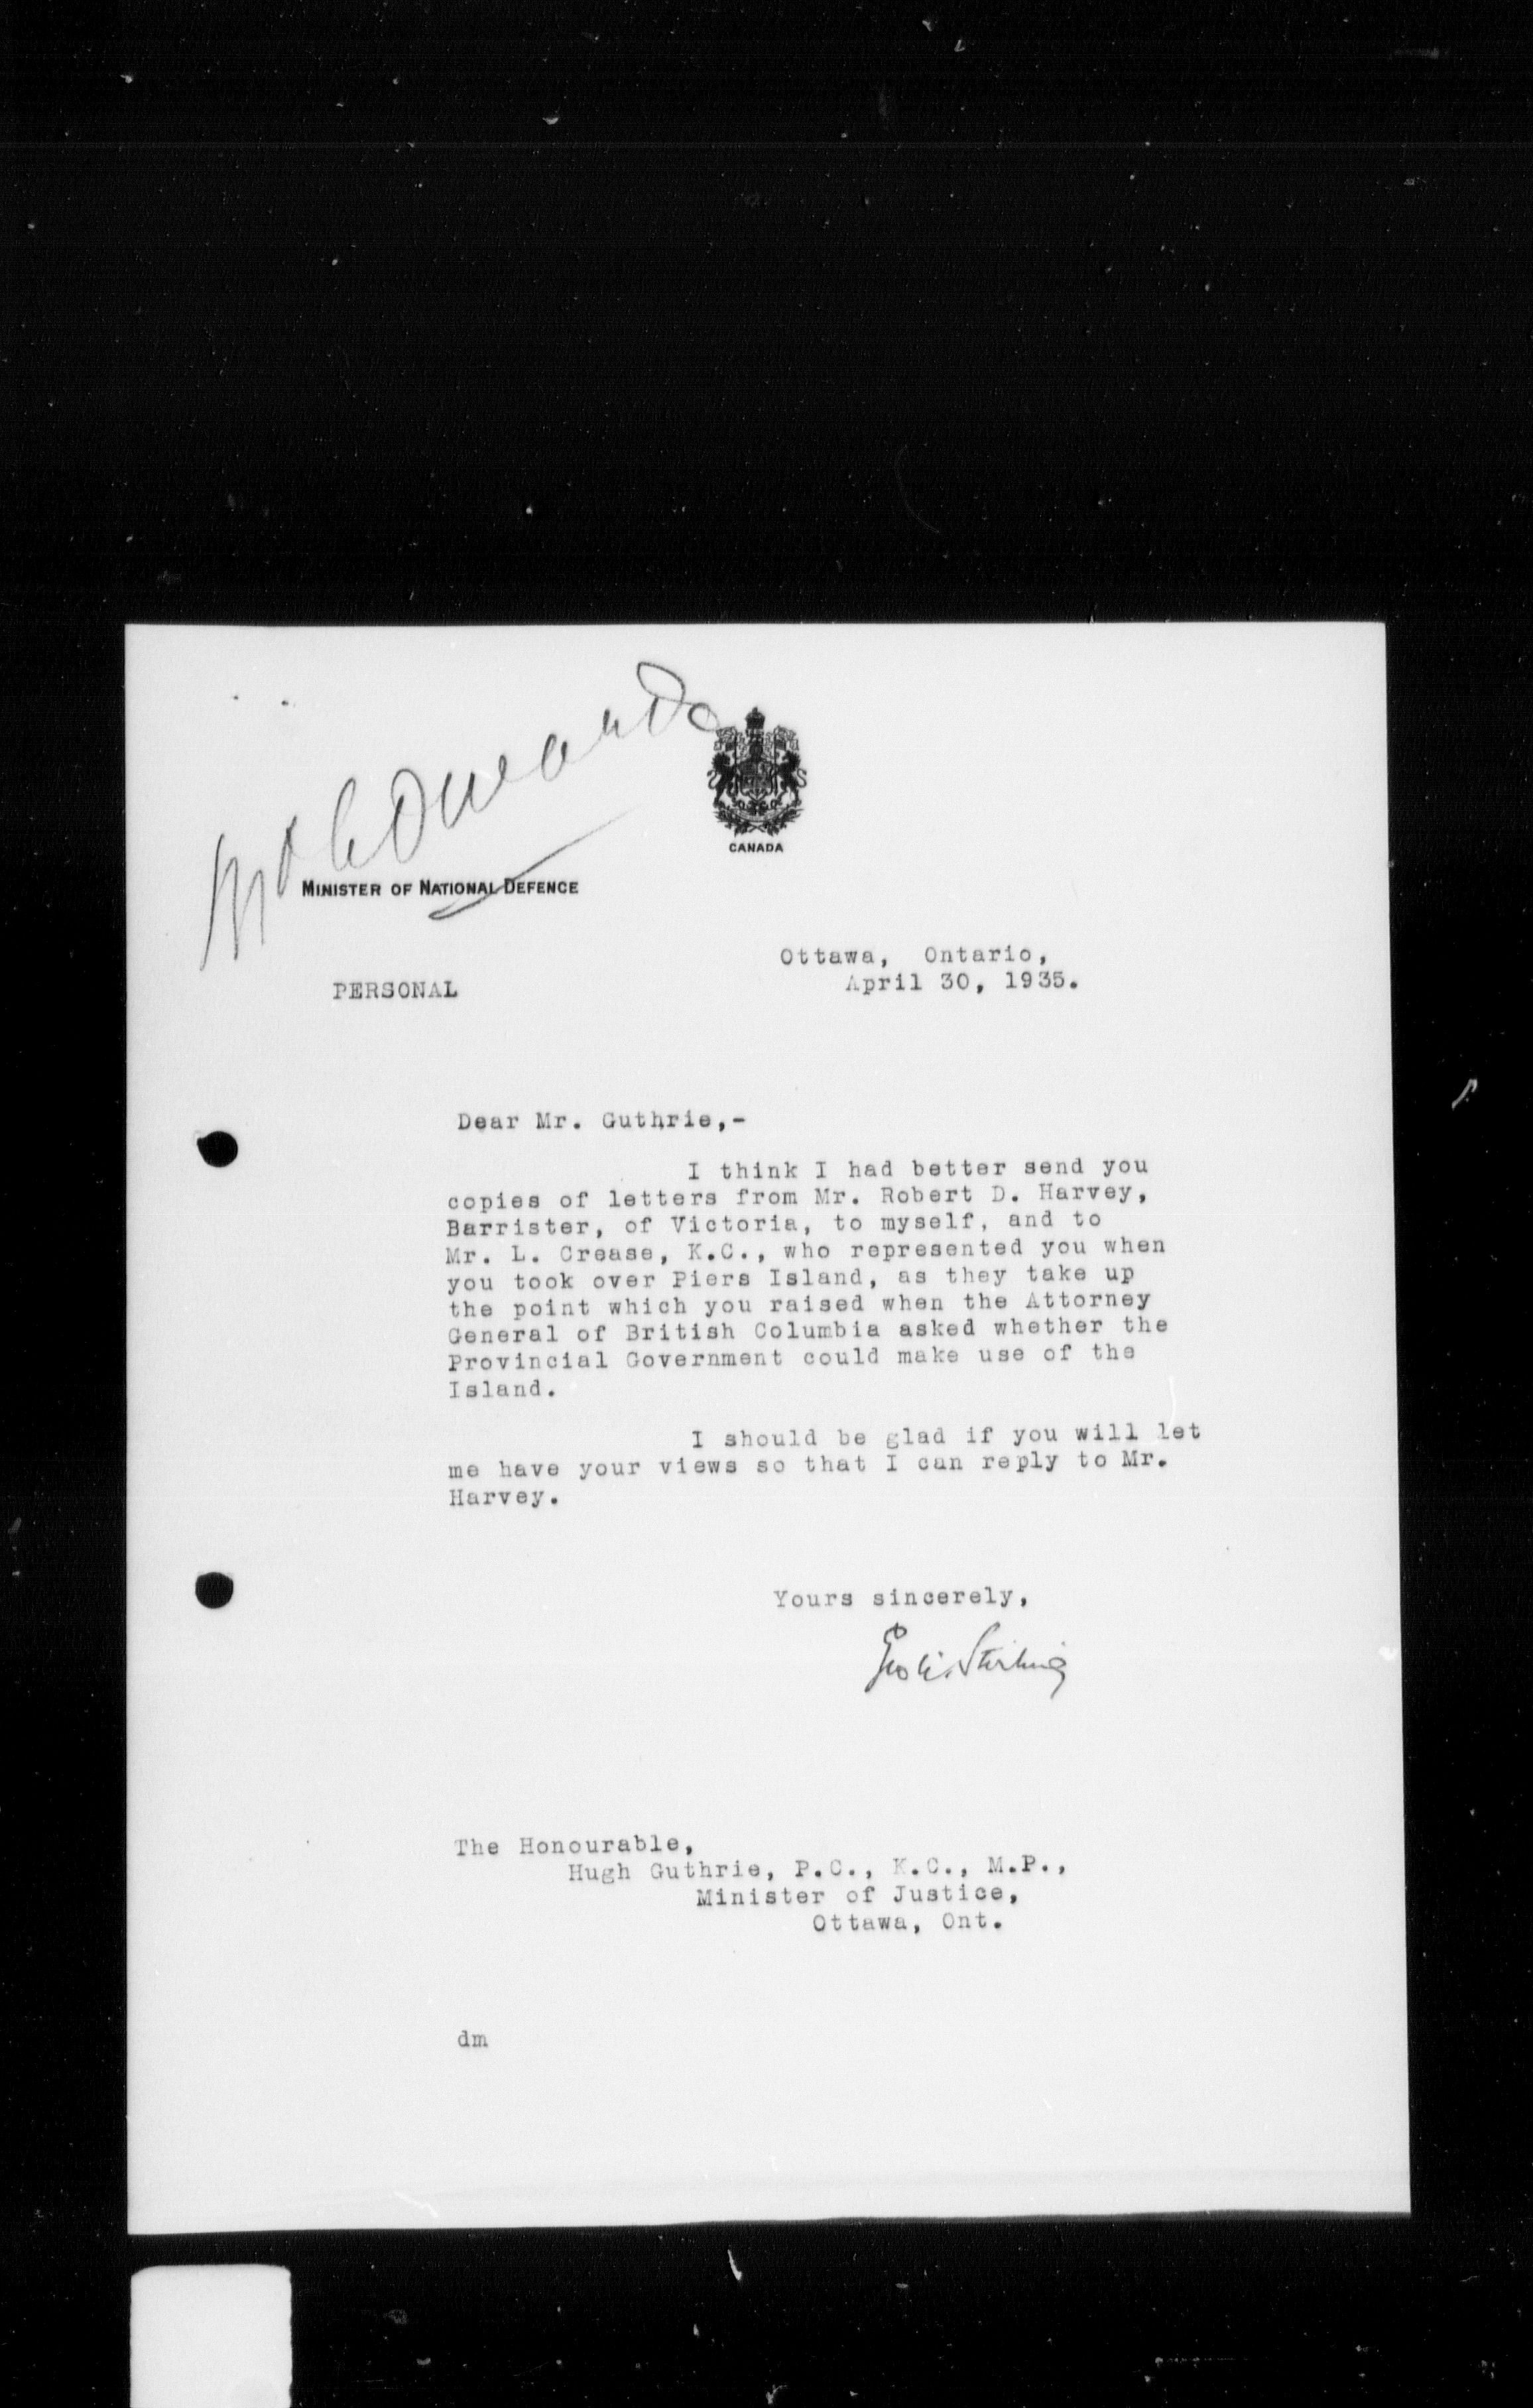 CANADA
MINISTER OF NATIONAL DEFENCE
Ottawa, Ontario,
April 30, 1935.
PERSONAL
Dear Mr. Guthrie,-
I think I had better send you
copies of letters from Mr. Robert D. Harvey,
Barrister, of Victoria, to myself, and to
Mr. L. Crease, K.C., who represented you when
you took over Piers Island, as they take up
the point which you raised when the Attorney
General of British Columbia asked whether the
Provincial Government could make use of the
Island.
I should be glad if you will let
me have your views so that I can reply to Mr.
Harvey.
Yours sincerely,
Stirling
The Honourable,
Hugh Guthrie, P.C., K.C., M.P.,
Minister of Justice,
Ottawa, Ont.
dm